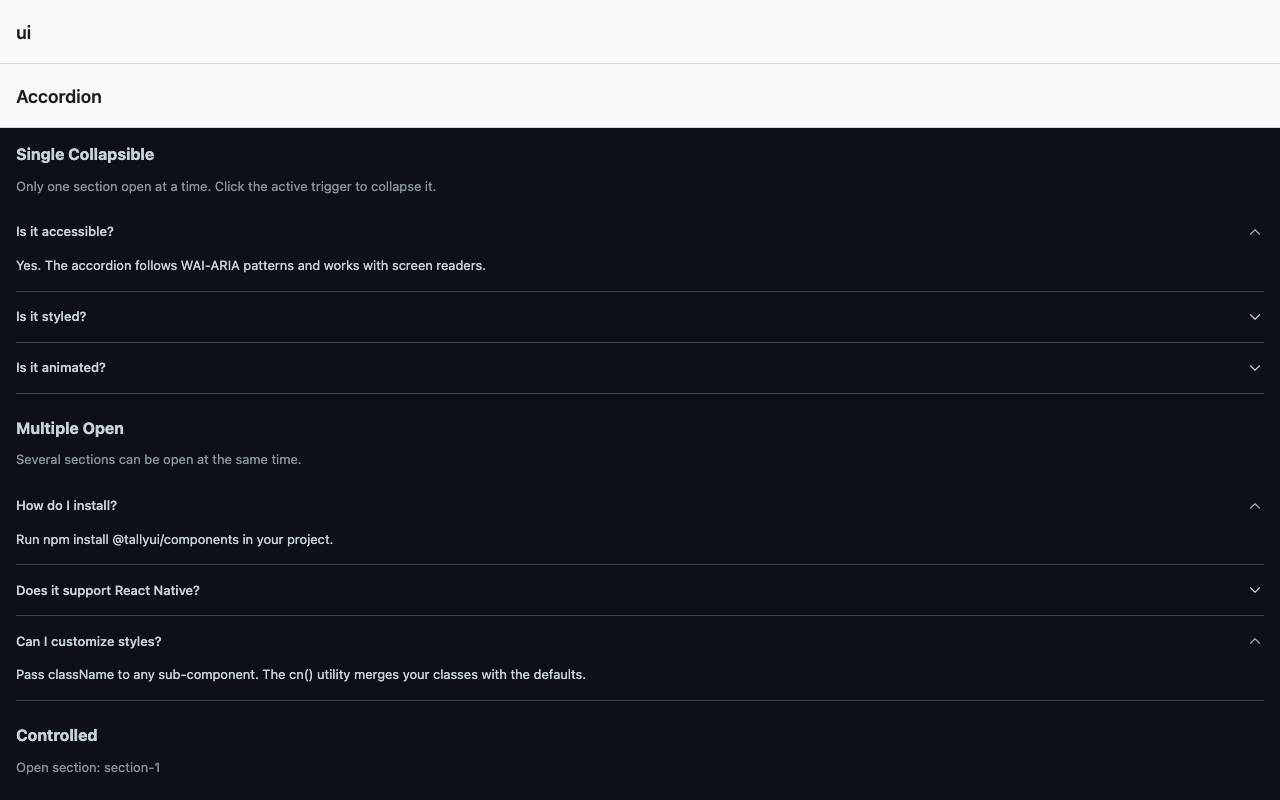 ui
Accordion
Single Collapsible
Only one section open at a time. Click the active trigger to collapse it.
Is it accessible?
Yes. The accordion follows WAI-ARIA patterns and works with screen readers.
Is it styled?
Is it animated?
Multiple Open
Several sections can be open at the same time.
How do I install?
Run npm install @tallyui/components in your project.
Does it support React Native?
Can I customize styles?
Pass className to any sub-component. The cn() utility merges your classes with the defaults.
Controlled
Open section: section-1